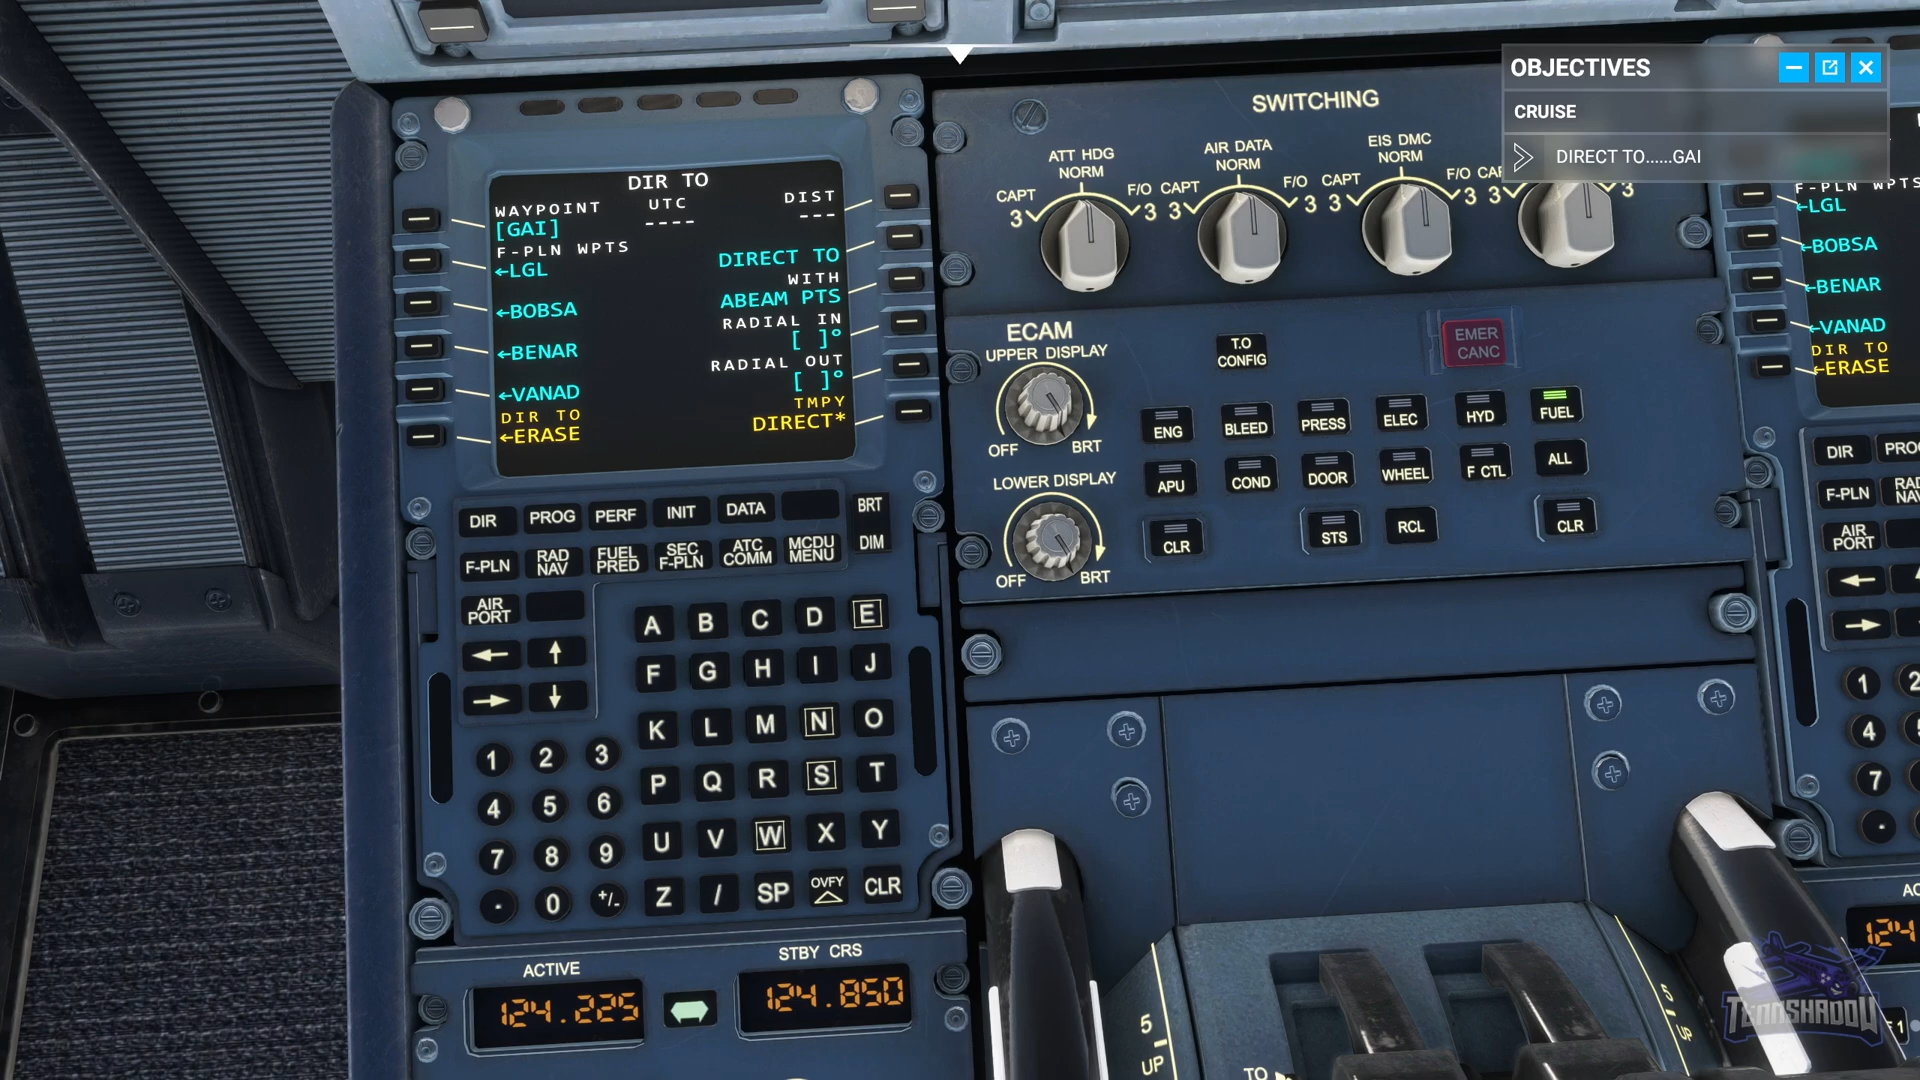 OBJECTIVES
CRUISE
DIRECT TO......GAI
DIR TO
WAYPOINT UTC DIST
[GAI] ---- ---
F-PLN WPTS
←LGL DIRECT TO
WITH
←BOBSA ABEAM PTS
RADIAL IN
←BENAR [ ]°
RADIAL OUT
←VANAD [ ]°
DIR TO TMPY
←ERASE DIRECT*
DIR PROG PERF INIT DATA BRT
DIM
F-PLN RAD NAV FUEL PRED SEC F-PLN ATC COMM MCDU MENU
AIR PORT
← ↑
→ ↓
A B C D E
F G H I J
K L M N O
P Q R S T
U V W X Y
Z / SP OVFY CLR
1 2 3
4 5 6
7 8 9
. 0 +/-
ACTIVE STBY CRS
124.225 124.850
SWITCHING
ATT HDG AIR DATA EIS DMC
NORM NORM NORM
CAPT F/O CAPT F/O CAPT F/O
3 3 3 3 3 3 3 3
ECAM
UPPER DISPLAY
OFF BRT
LOWER DISPLAY
OFF BRT
T.O CONFIG
EMER CANC
ENG BLEED PRESS ELEC HYD FUEL
APU COND DOOR WHEEL F CTL ALL
CLR STS RCL CLR
F-PLN WPTS
←LGL
←BOBSA
←BENAR
←VANAD
DIR TO
←ERASE
DIR
F-PLN
AIR PORT
←
→
1
4
7
.
5
UP
TO
5
TENNSHADOW